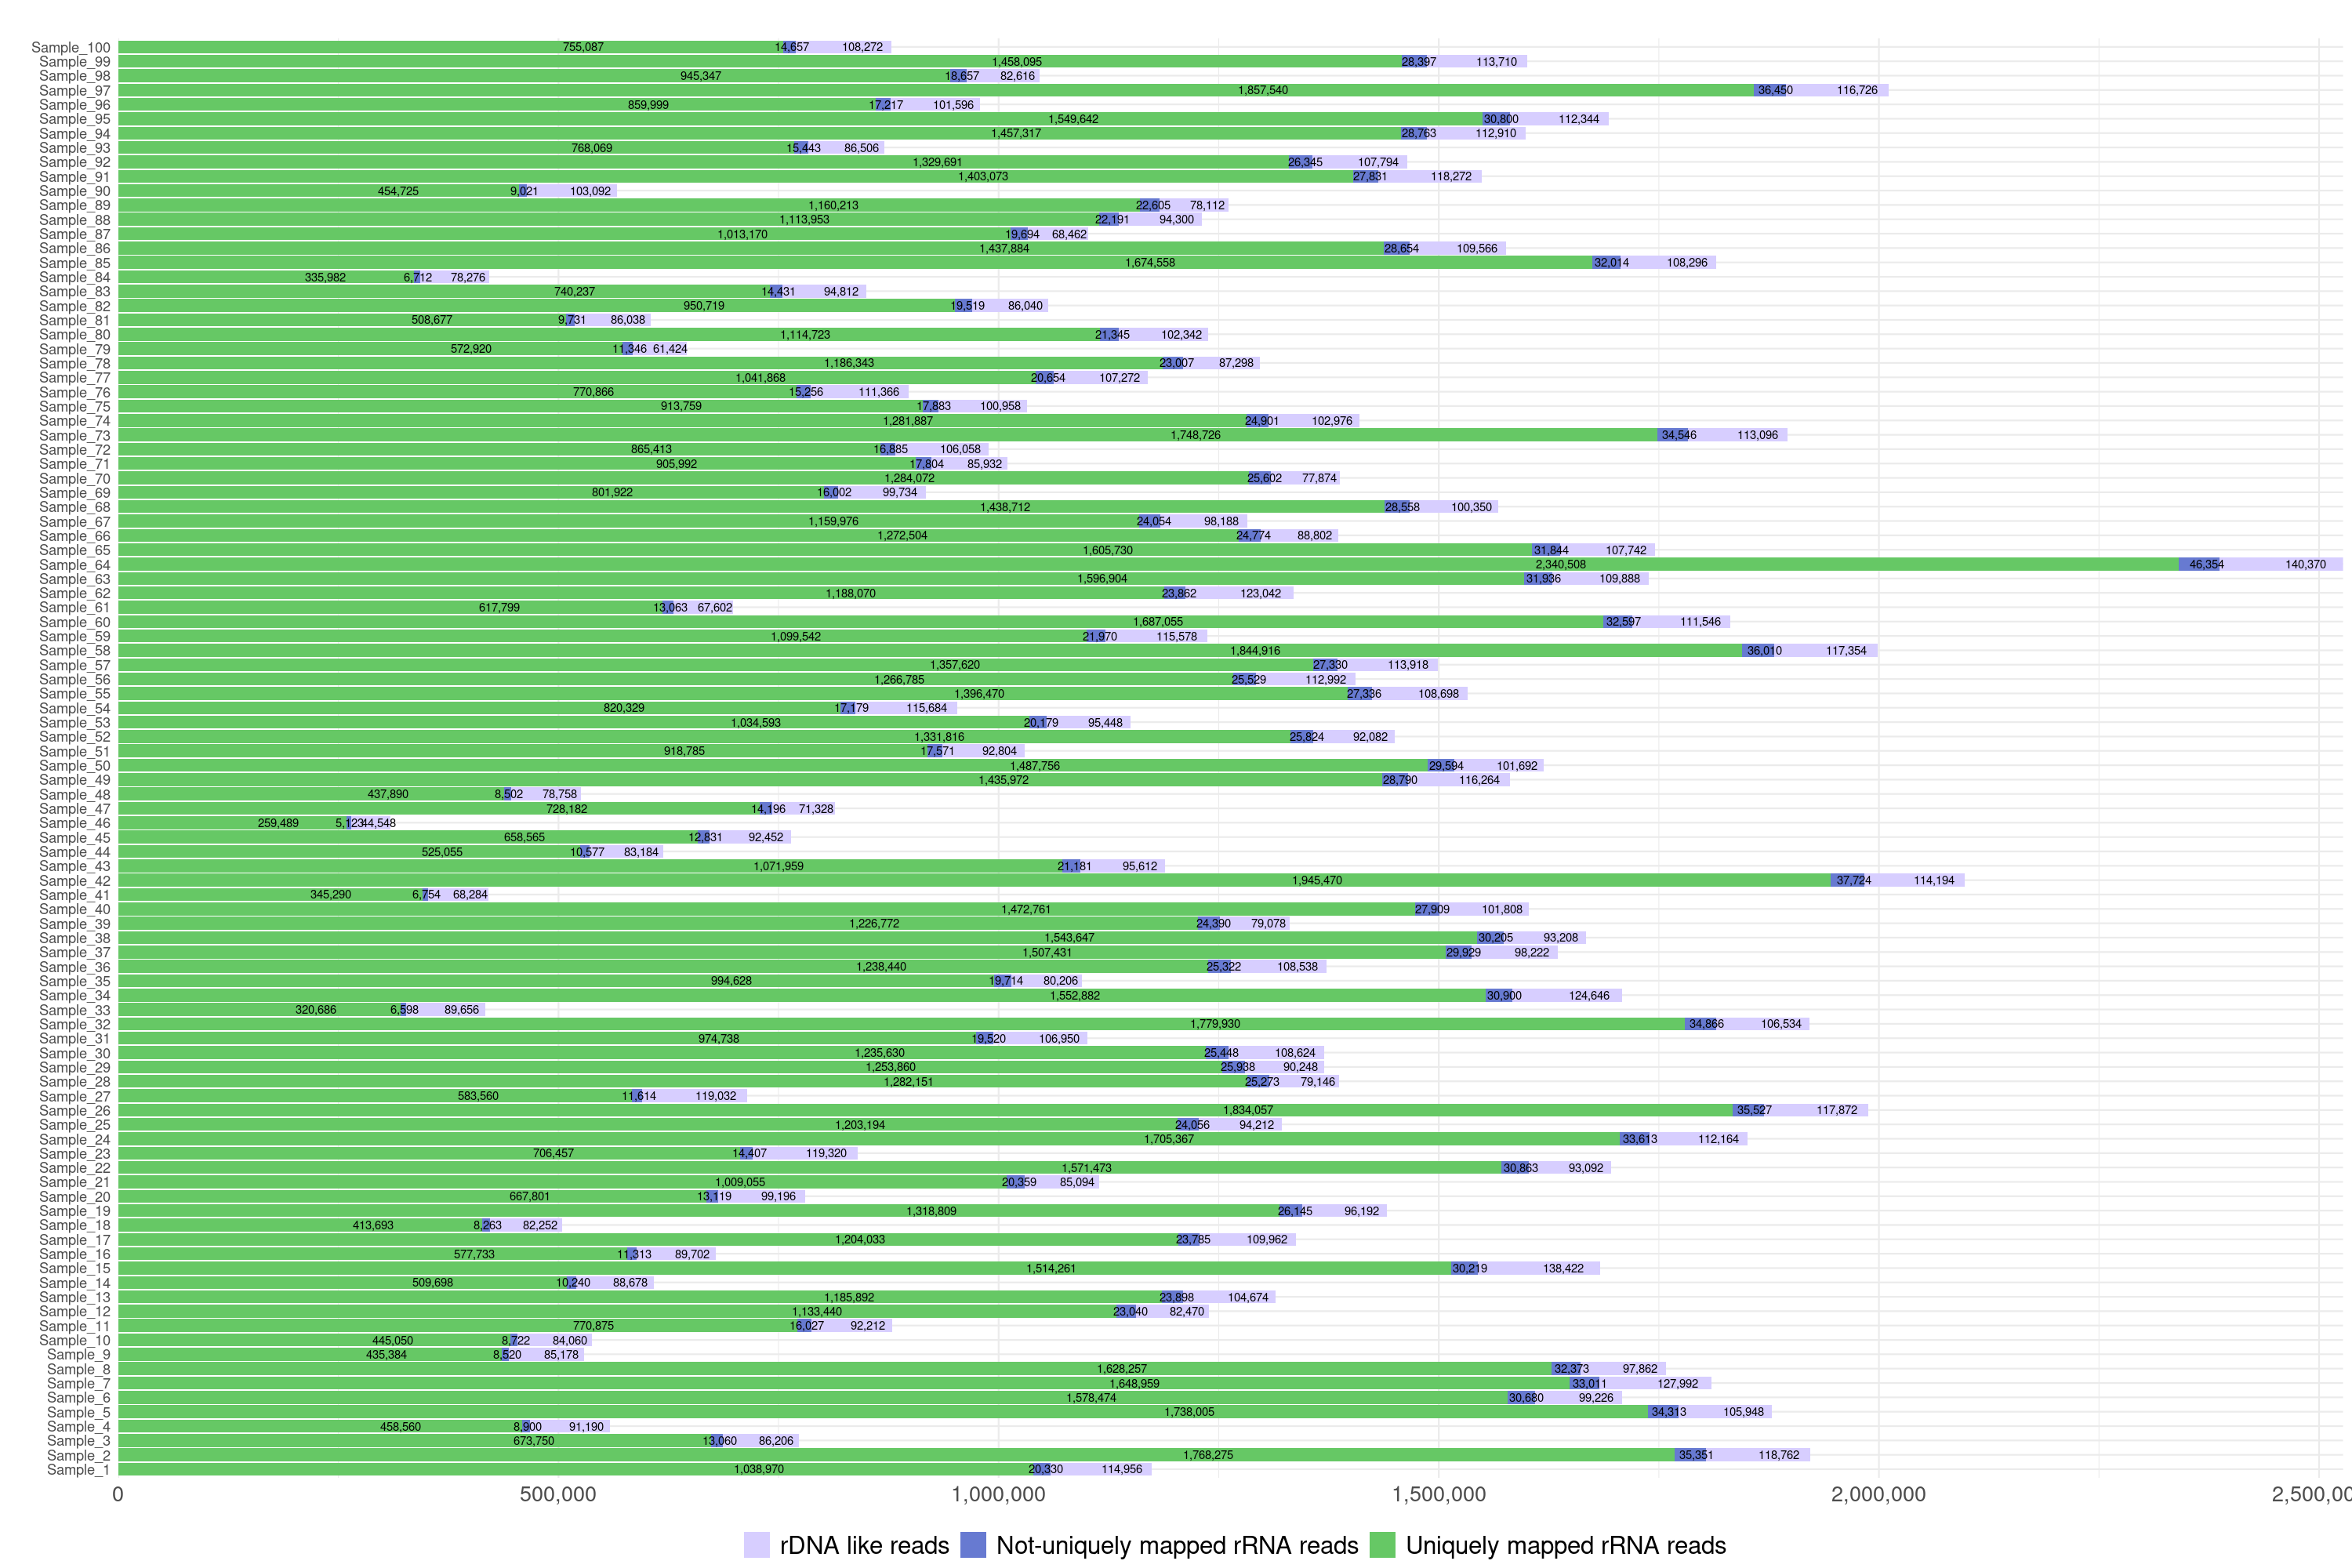 Sample_100 755,087 14,657 108,272
Sample_99 1,458,095 28,397 113,710
Sample_98 945,347 18,657 82,616
Sample_97 1,857,540 36,450 116,726
Sample_96 859,999 17,217 101,596
Sample_95 1,549,642 30,800 112,344
Sample_94 1,457,317 28,763 112,910
Sample_93 768,069 15,443 86,506
Sample_92 1,329,691 26,345 107,794
Sample_91 1,403,073 27,831 118,272
Sample_90 454,725 9,021 103,092
Sample_89 1,160,213 22,605 78,112
Sample_88 1,113,953 22,191 94,300
Sample_87 1,013,170 19,694 68,462
Sample_86 1,437,884 28,654 109,566
Sample_85 1,674,558 32,014 108,296
Sample_84 335,982 6,712 78,276
Sample_83 740,237 14,431 94,812
Sample_82 950,719 19,519 86,040
Sample_81 508,677 9,731 86,038
Sample_80 1,114,723 21,345 102,342
Sample_79 572,920 11,346 61,424
Sample_78 1,186,343 23,007 87,298
Sample_77 1,041,868 20,654 107,272
Sample_76 770,866 15,256 111,366
Sample_75 913,759 17,883 100,958
Sample_74 1,281,887 24,901 102,976
Sample_73 1,748,726 34,546 113,096
Sample_72 865,413 16,885 106,058
Sample_71 905,992 17,804 85,932
Sample_70 1,284,072 25,602 77,874
Sample_69 801,922 16,002 99,734
Sample_68 1,438,712 28,558 100,350
Sample_67 1,159,976 24,054 98,188
Sample_66 1,272,504 24,774 88,802
Sample_65 1,605,730 31,844 107,742
Sample_64 2,340,508 46,354 140,370
Sample_63 1,596,904 31,936 109,888
Sample_62 1,188,070 23,862 123,042
Sample_61 617,799 13,063 67,602
Sample_60 1,687,055 32,597 111,546
Sample_59 1,099,542 21,970 115,578
Sample_58 1,844,916 36,010 117,354
Sample_57 1,357,620 27,330 113,918
Sample_56 1,266,785 25,529 112,992
Sample_55 1,396,470 27,336 108,698
Sample_54 820,329 17,179 115,684
Sample_53 1,034,593 20,179 95,448
Sample_52 1,331,816 25,824 92,082
Sample_51 918,785 17,571 92,804
Sample_50 1,487,756 29,594 101,692
Sample_49 1,435,972 28,790 116,264
Sample_48 437,890 8,502 78,758
Sample_47 728,182 14,196 71,328
Sample_46 259,489 5,123 44,548
Sample_45 658,565 12,831 92,452
Sample_44 525,055 10,577 83,184
Sample_43 1,071,959 21,181 95,612
Sample_42 1,945,470 37,724 114,194
Sample_41 345,290 6,754 68,284
Sample_40 1,472,761 27,909 101,808
Sample_39 1,226,772 24,390 79,078
Sample_38 1,543,647 30,205 93,208
Sample_37 1,507,431 29,929 98,222
Sample_36 1,238,440 25,322 108,538
Sample_35 994,628 19,714 80,206
Sample_34 1,552,882 30,900 124,646
Sample_33 320,686 6,598 89,656
Sample_32 1,779,930 34,866 106,534
Sample_31 974,738 19,520 106,950
Sample_30 1,235,630 25,448 108,624
Sample_29 1,253,860 25,938 90,248
Sample_28 1,282,151 25,273 79,146
Sample_27 583,560 11,614 119,032
Sample_26 1,834,057 35,527 117,872
Sample_25 1,203,194 24,056 94,212
Sample_24 1,705,367 33,613 112,164
Sample_23 706,457 14,407 119,320
Sample_22 1,571,473 30,863 93,092
Sample_21 1,009,055 20,359 85,094
Sample_20 667,801 13,119 99,196
Sample_19 1,318,809 26,145 96,192
Sample_18 413,693 8,263 82,252
Sample_17 1,204,033 23,785 109,962
Sample_16 577,733 11,313 89,702
Sample_15 1,514,261 30,219 138,422
Sample_14 509,698 10,240 88,678
Sample_13 1,185,892 23,898 104,674
Sample_12 1,133,440 23,040 82,470
Sample_11 770,875 16,027 92,212
Sample_10 445,050 8,722 84,060
Sample_9 435,384 8,520 85,178
Sample_8 1,628,257 32,373 97,862
Sample_7 1,648,959 33,011 127,992
Sample_6 1,578,474 30,680 99,226
Sample_5 1,738,005 34,313 105,948
Sample_4 458,560 8,900 91,190
Sample_3 673,750 13,060 86,206
Sample_2 1,768,275 35,351 118,762
Sample_1 1,038,970 20,330 114,956
0 500,000 1,000,000 1,500,000 2,000,000 2,500,0
rDNA like reads Not-uniquely mapped rRNA reads Uniquely mapped rRNA reads